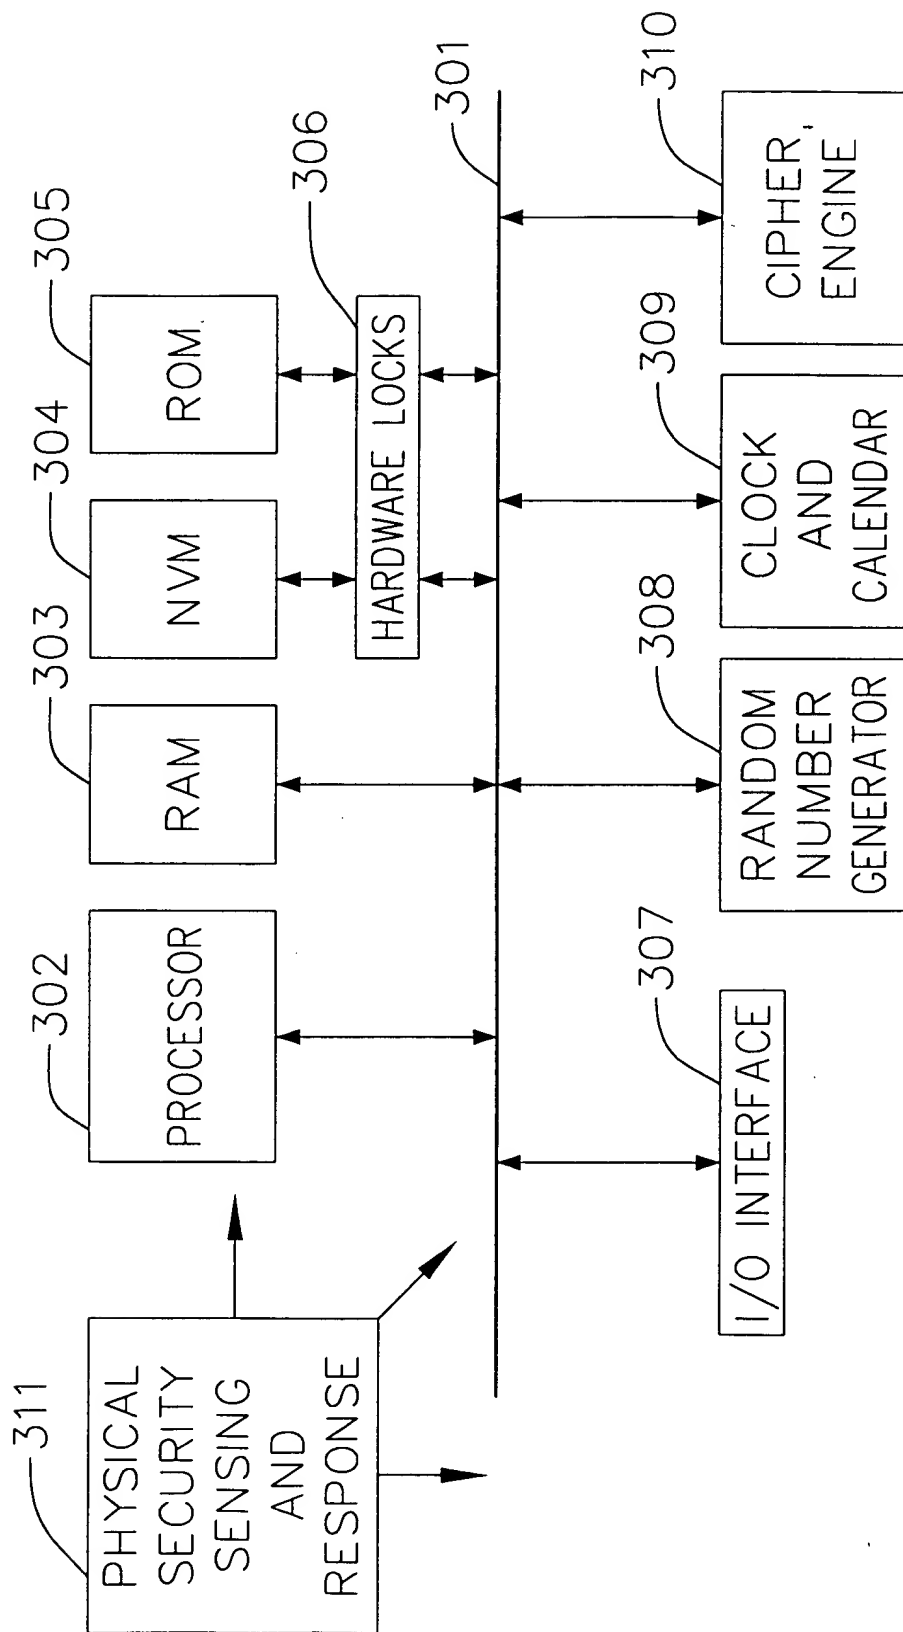 311
PHYSICAL
SECURITY
SENSING
AND
RESPONSE
302
PROCESSOR
303
RAM
304
NVM
305
ROM
306
HARDWARE LOCKS
301
307
I/O INTERFACE
308
RANDOM
NUMBER
GENERATOR
309
CLOCK
AND
CALENDAR
310
CIPHER
ENGINE